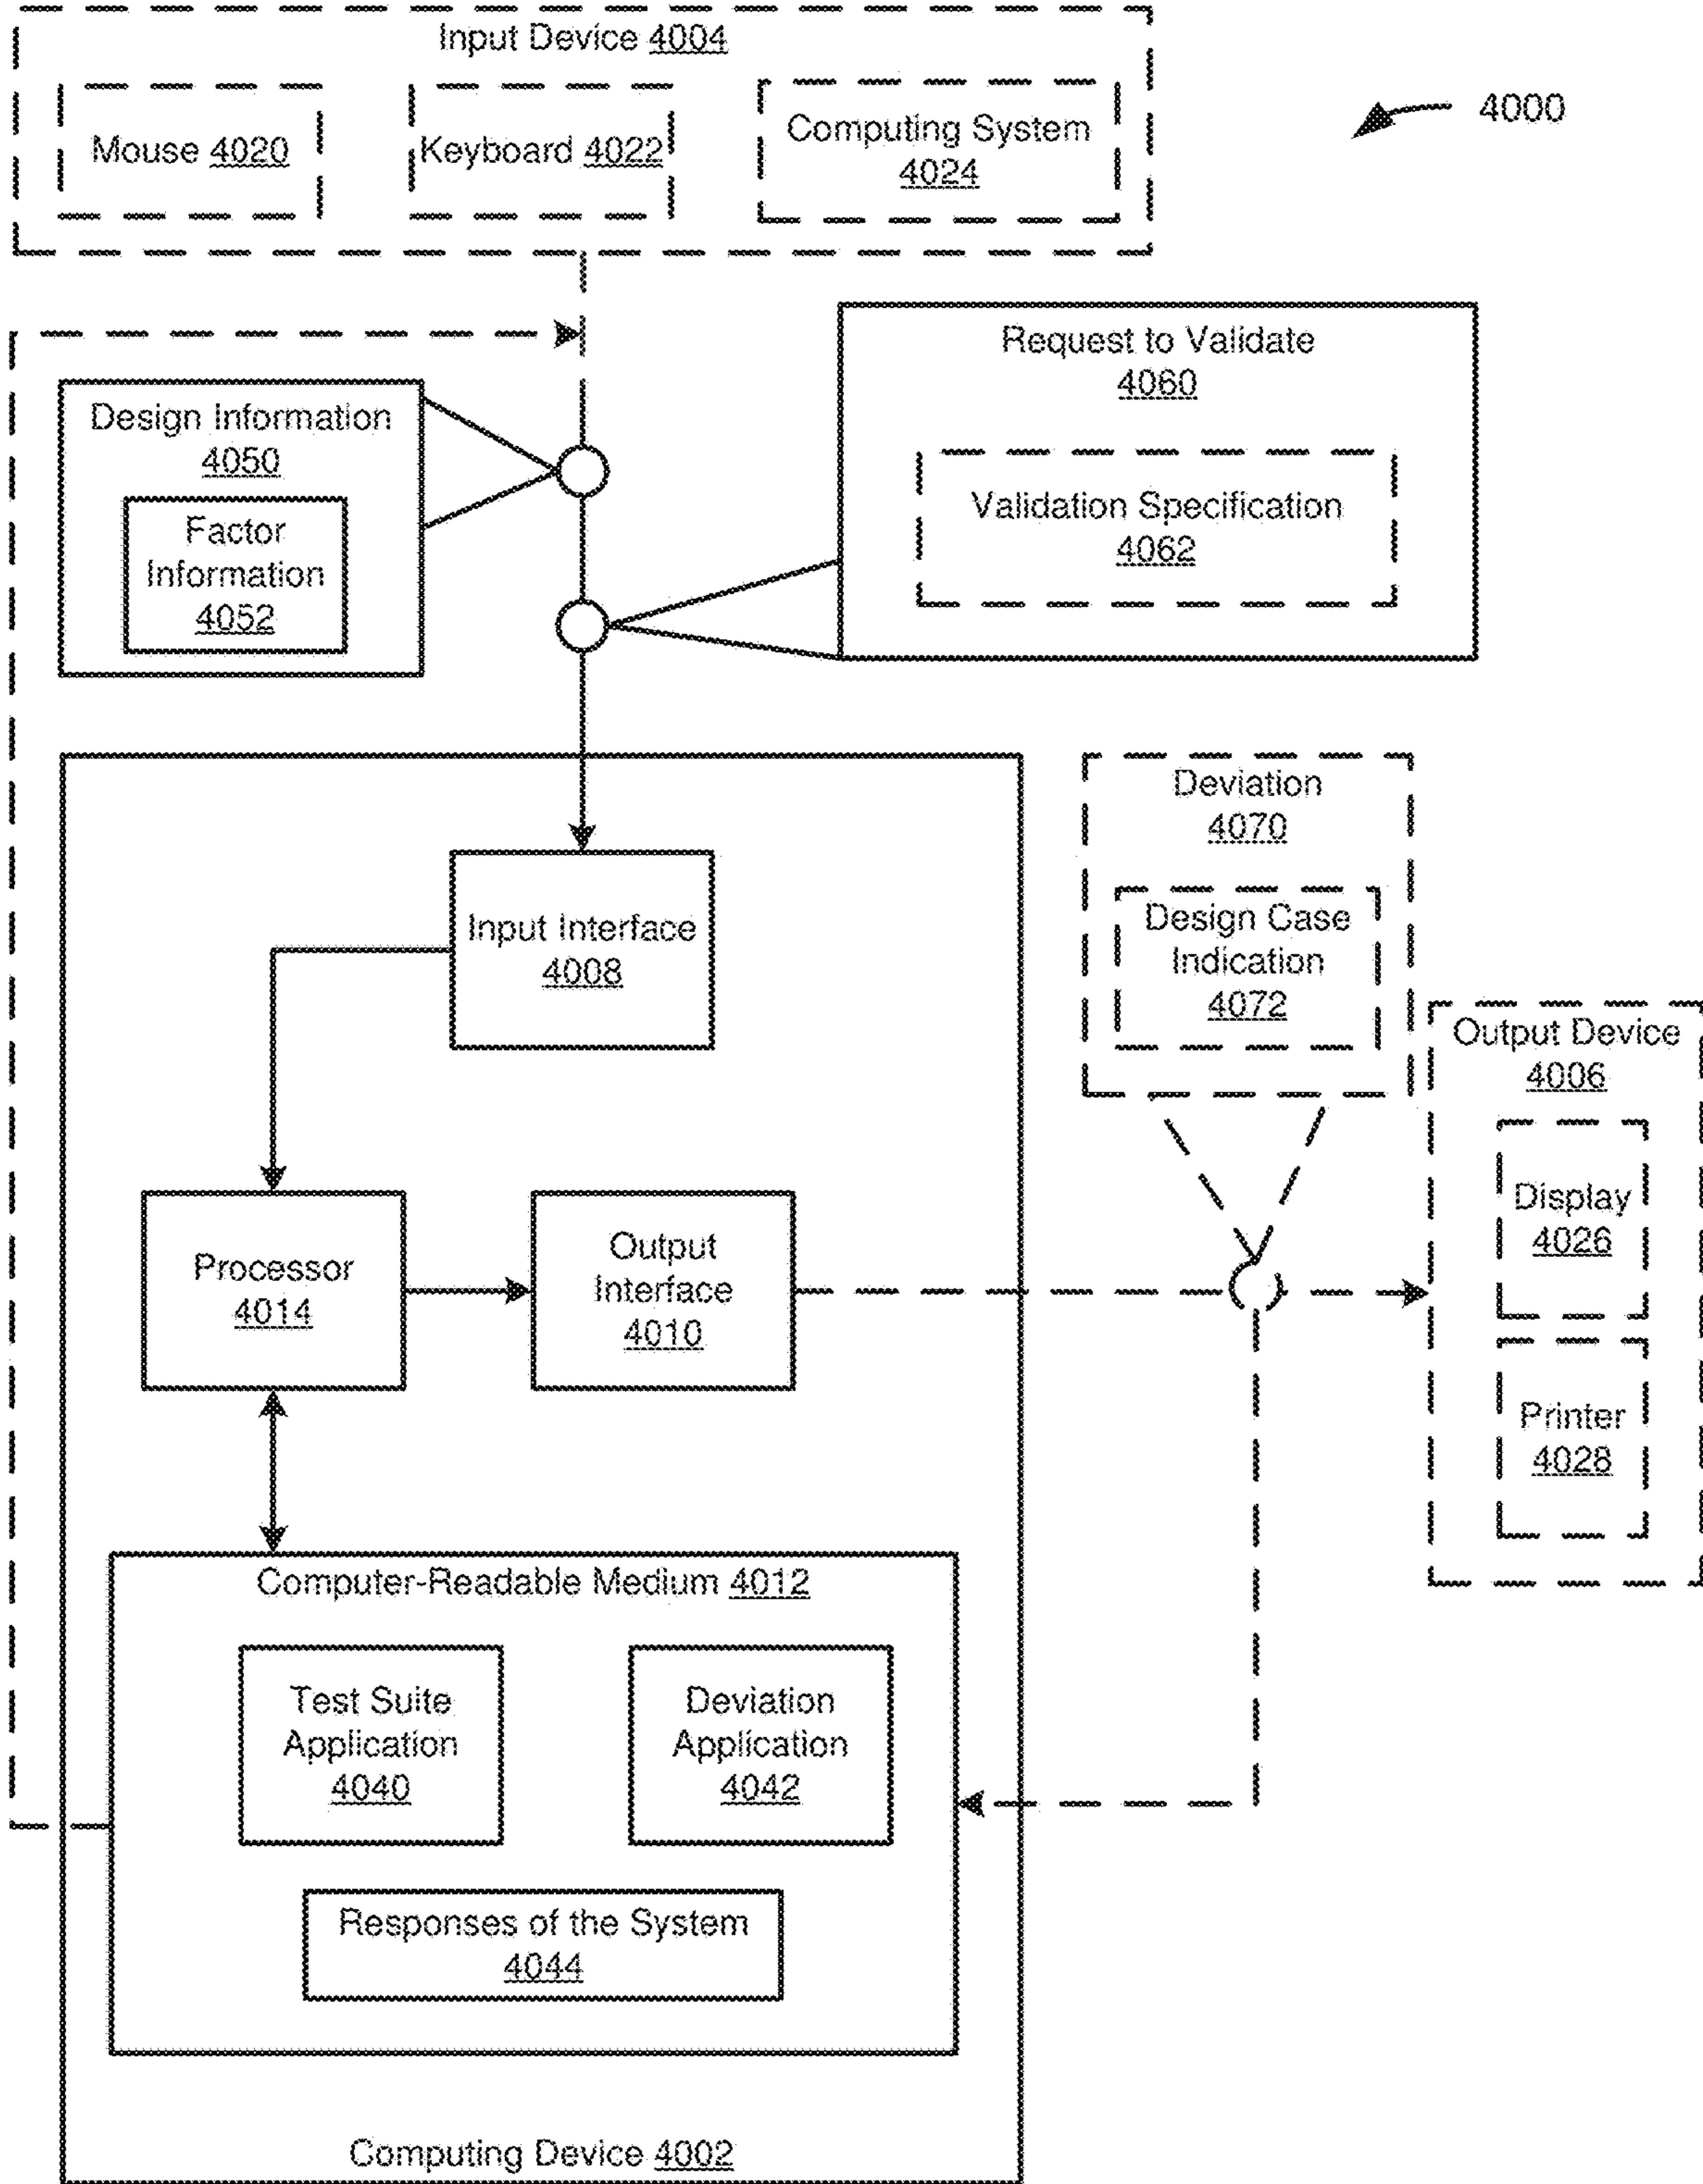 Input Device 4004
Mouse 4020
Keyboard 4022
Computing System
4024
4000
Request to Validate
4060
Validation Specification
4062
Design Information
4050
Factor
Information
4052
Input Interface
4008
Deviation
4070
Design Case
Indication
4072
Output Device
4006
Display
4026
Printer
4028
Processor
4014
Output
Interface
4010
Computer-Readable Medium 4012
Test Suite
Application
4040
Deviation
Application
4042
Responses of the System
4044
Computing Device 4002